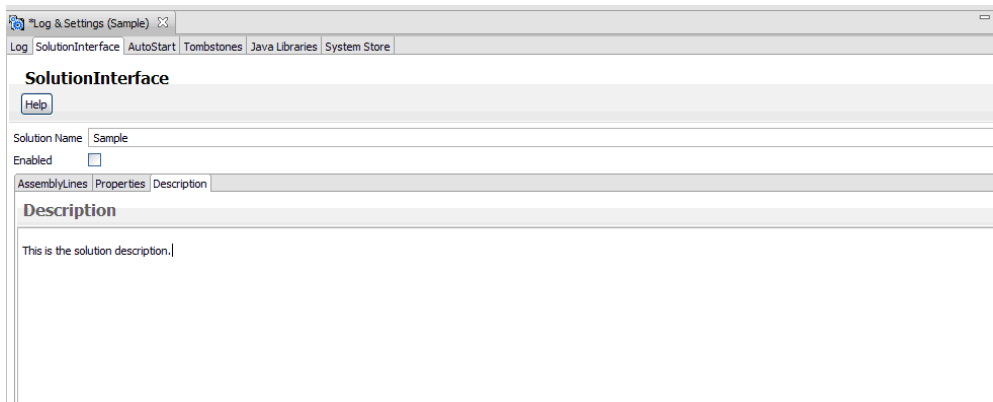 *Log & Settings (Sample)
Log SolutionInterface AutoStart Tombstones Java Libraries System Store
SolutionInterface
Help
Solution Name Sample
Enabled
AssemblyLines Properties Description
Description
This is the solution description.